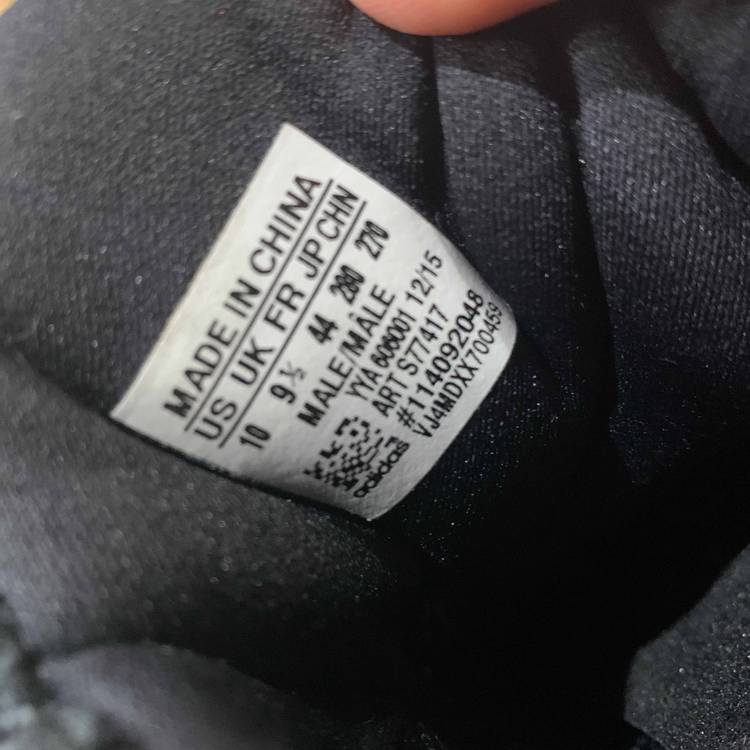 MADE IN CHINA
US UK FR JP CHN
10 9½ 44 280 270
MALE/MÂLE
YYA 606001 12/15
ART S77417
#114092048
VJ4MDXX700459
adidas